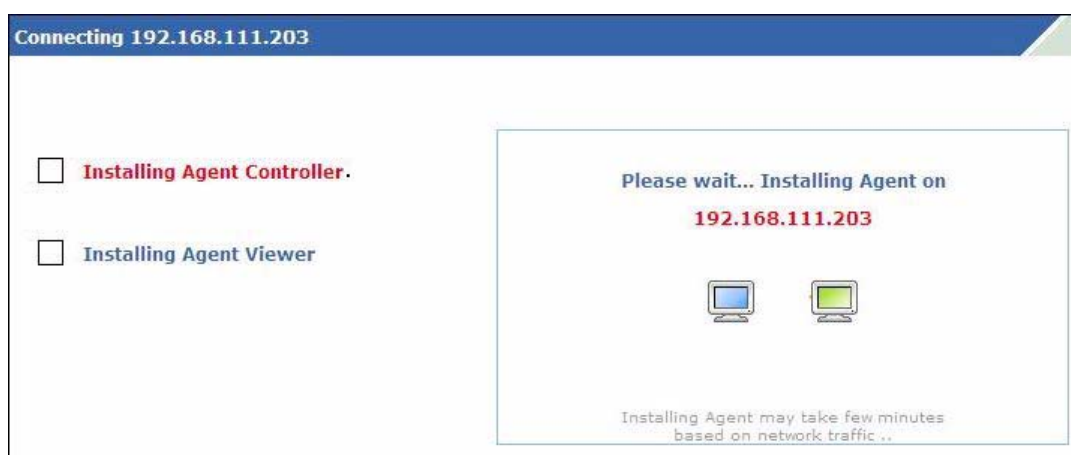 Connecting 192.168.111.203
Installing Agent Controller.
Installing Agent Viewer
Please wait... Installing Agent on
192.168.111.203
Installing Agent may take few minutes
based on network traffic ..